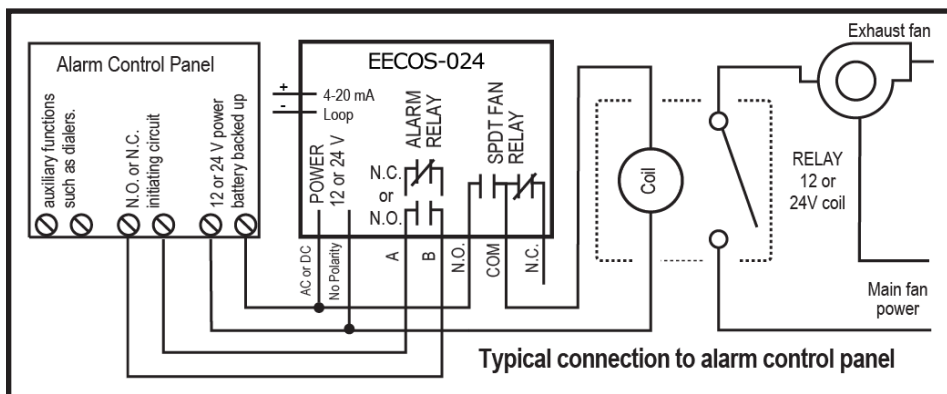 Alarm Control Panel
auxiliary functions
such as dialers.
N.O. or N.C.
initiating circuit
12 or 24 V power
battery backed up
EECOS-024
+
-
4-20 mA
Loop
POWER
12 or 24 V
ALARM
RELAY
N.C.
or
N.O.
SPDT FAN
RELAY
AC or DC
No Polarity
A
B
N.O.
COM
N.C.
Coil
Exhaust fan
RELAY
12 or
24V coil
Main fan
power
Typical connection to alarm control panel